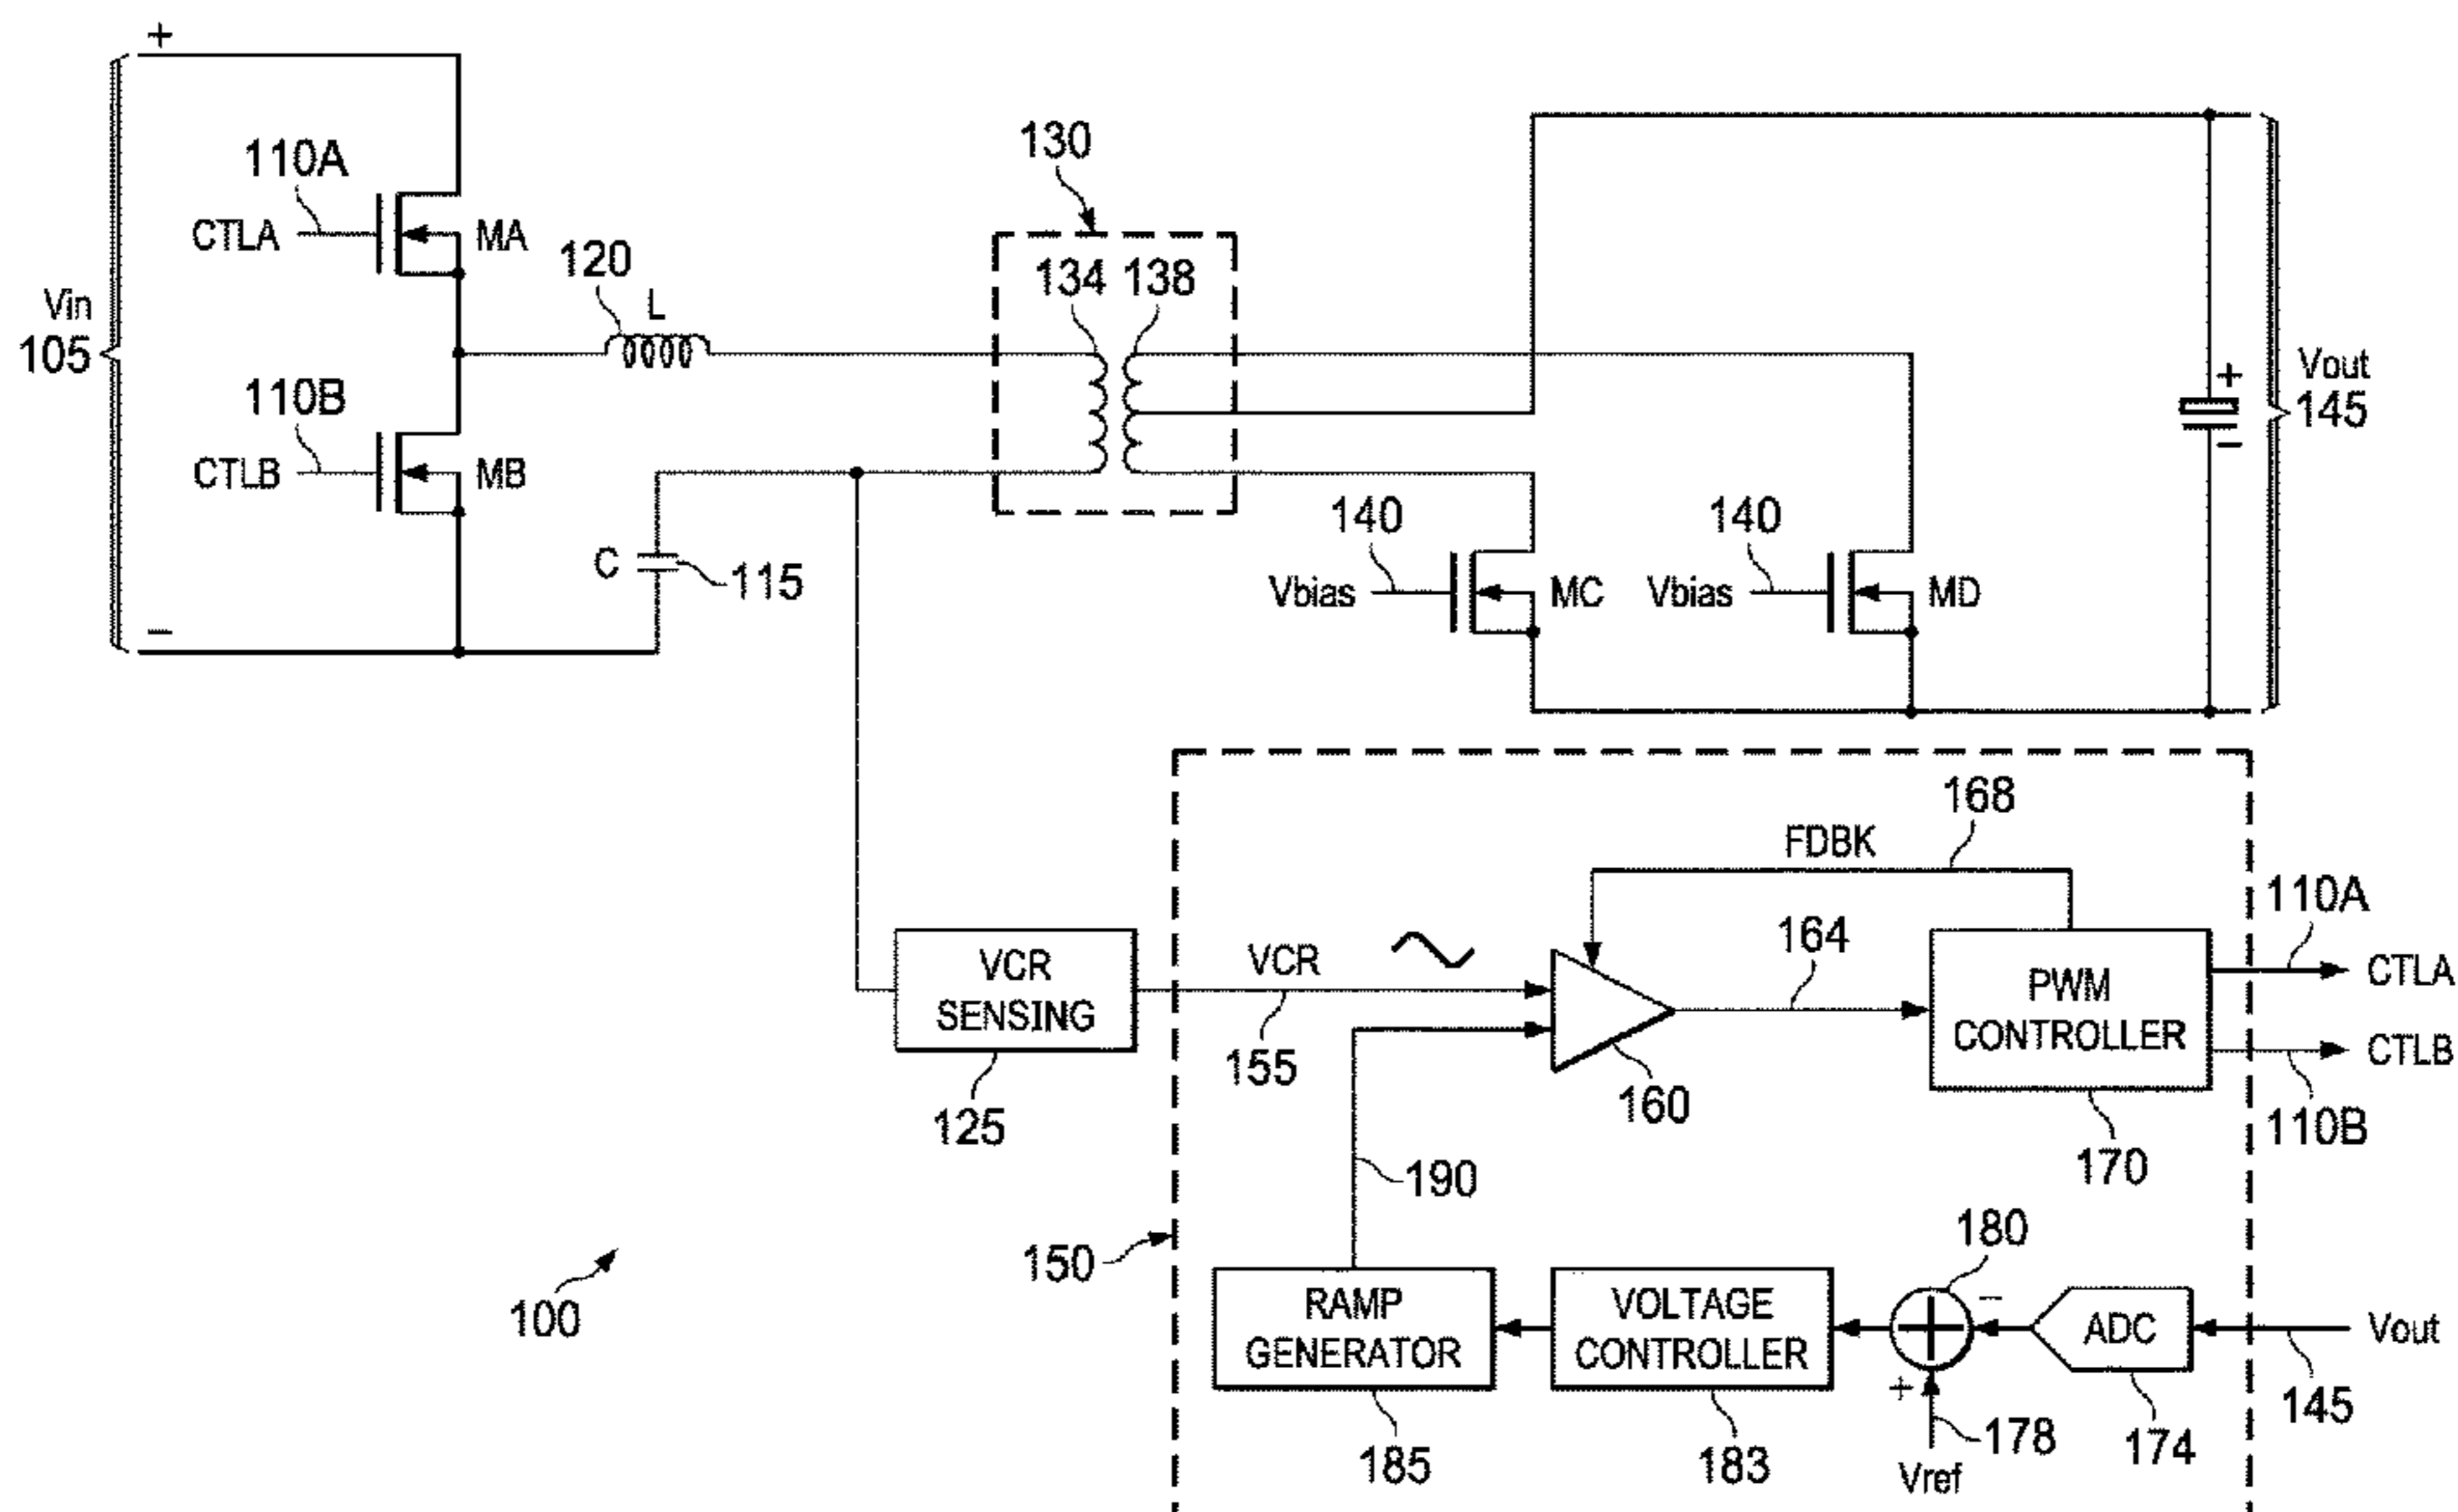 +
110A
CTLA
MA
Vin
105
120
L
110B
CTLB
MB
C
115
−
130
134
138
140
Vbias
MC
140
Vbias
MD
+
−
Vout
145
168
FDBK
110A
CTLA
VCR
SENSING
125
VCR
155
160
164
PWM
CONTROLLER
170
CTLB
110B
190
150
100
RAMP
GENERATOR
185
VOLTAGE
CONTROLLER
183
180
−
+
178
Vref
ADC
174
Vout
145